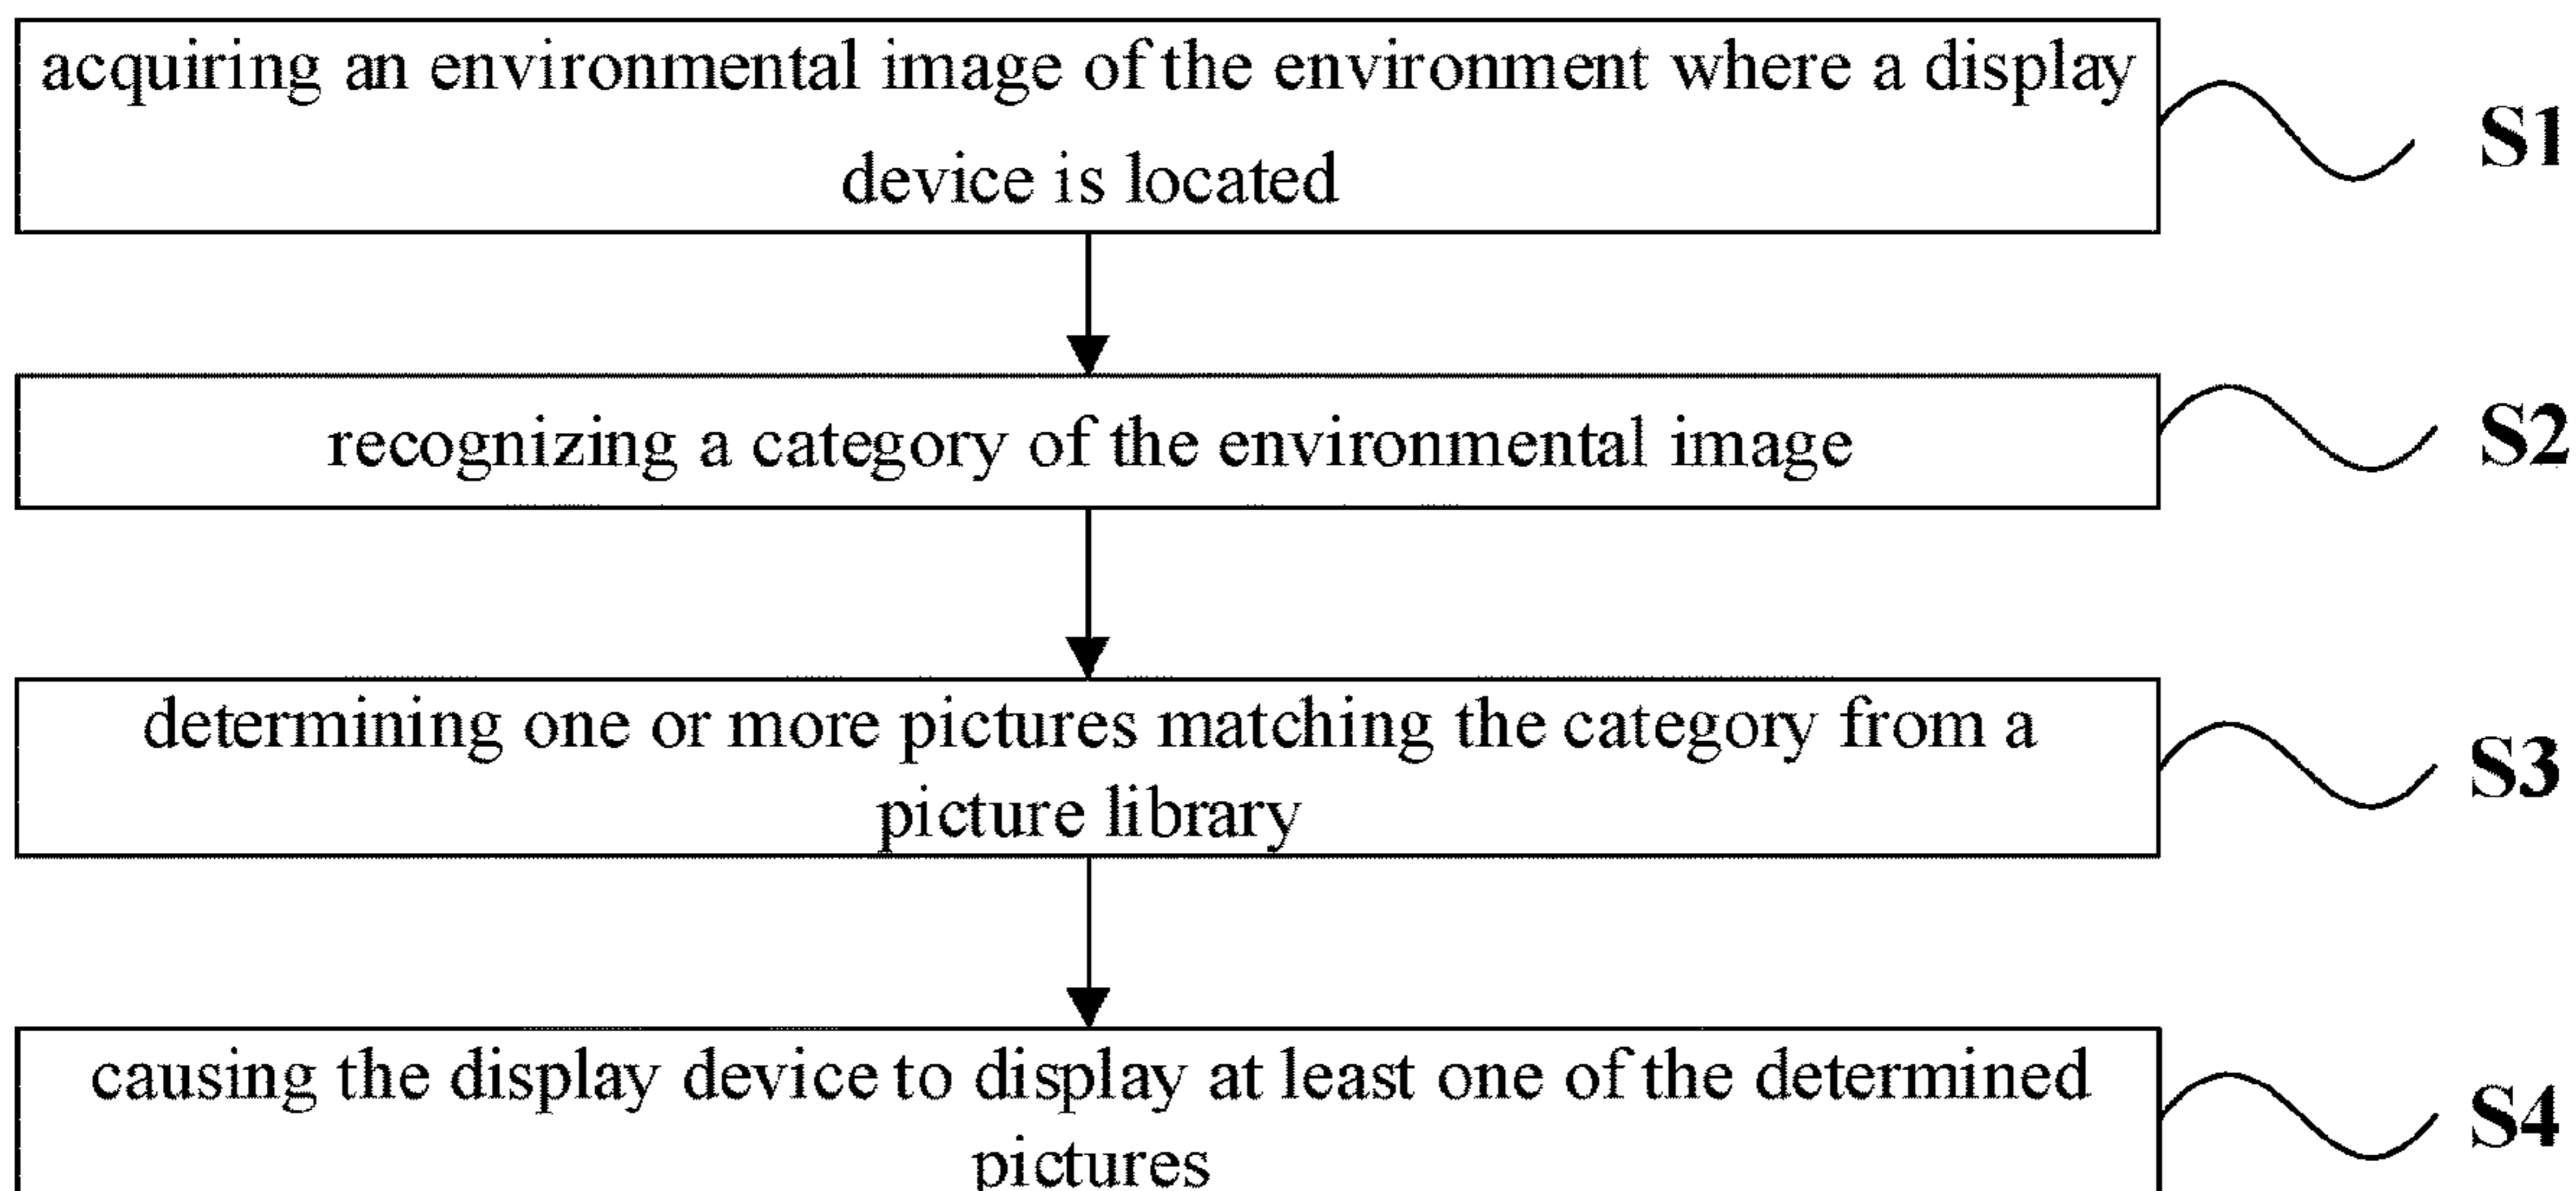 acquiring an environmental image of the environment where a display
device is located
S1
recognizing a category of the environmental image
S2
determining one or more pictures matching the category from a
picture library
S3
causing the display device to display at least one of the determined
pictures
S4